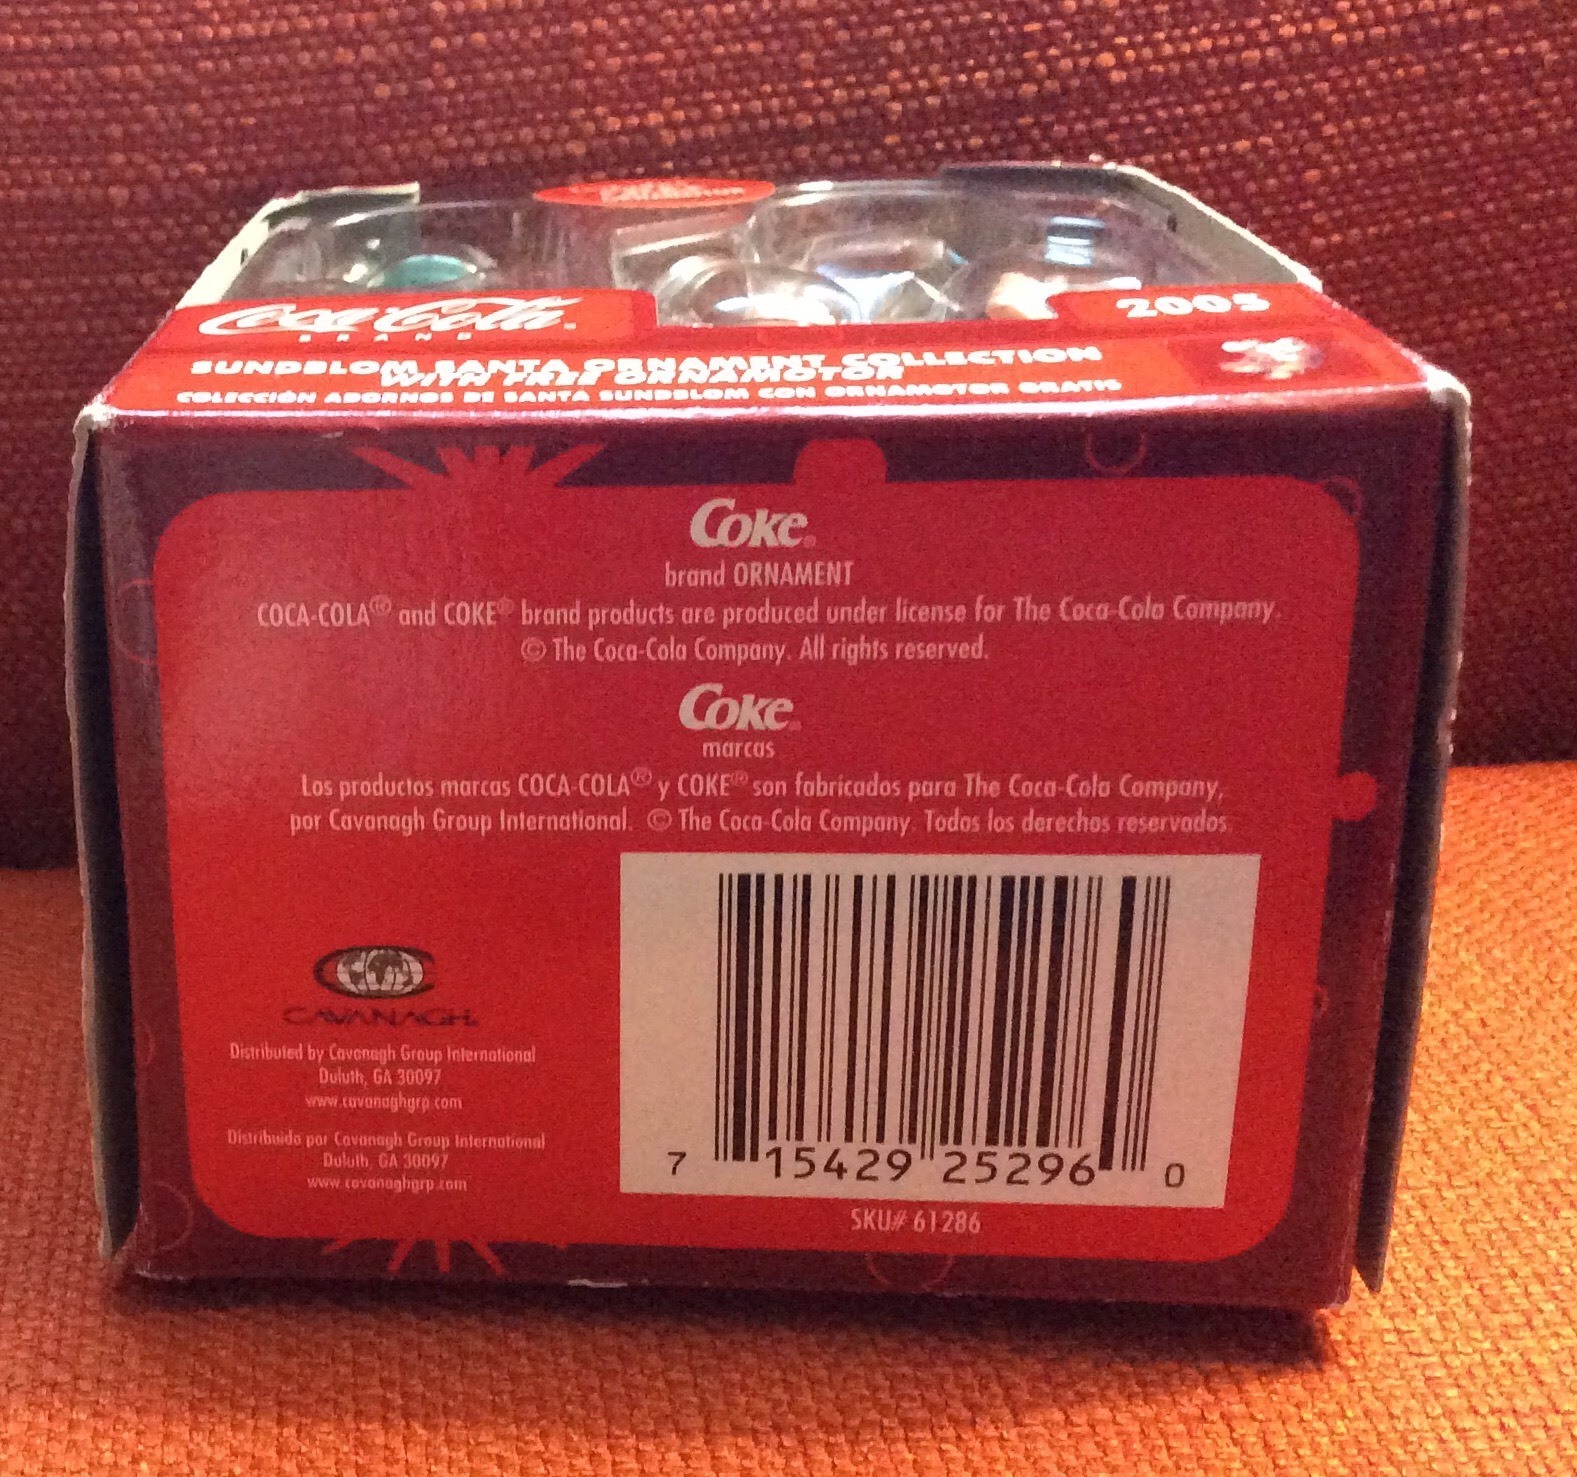 Coca-Cola
BRAND
2005
SUNDBLOM SANTA ORNAMENT COLLECTION
WITH FREE ORNAMOTOR
COLECCIÓN ADORNOS DE SANTA SUNDBLOM CON ORNAMOTOR GRATIS
Coke®
brand ORNAMENT
COCA-COLA® and COKE® brand products are produced under license for The Coca-Cola Company.
© The Coca-Cola Company. All rights reserved.
Coke®
marcas
Los productos marcas COCA-COLA® y COKE® son fabricados para The Coca-Cola Company,
por Cavanagh Group International. © The Coca-Cola Company. Todos los derechos reservados.
CAVANAGH
Distributed by Cavanagh Group International
Duluth, GA 30097
www.cavanaghgrp.com
Distribuido por Cavanagh Group International
Duluth, GA 30097
www.cavanaghgrp.com
7 15429 25296 0
SKU# 61286